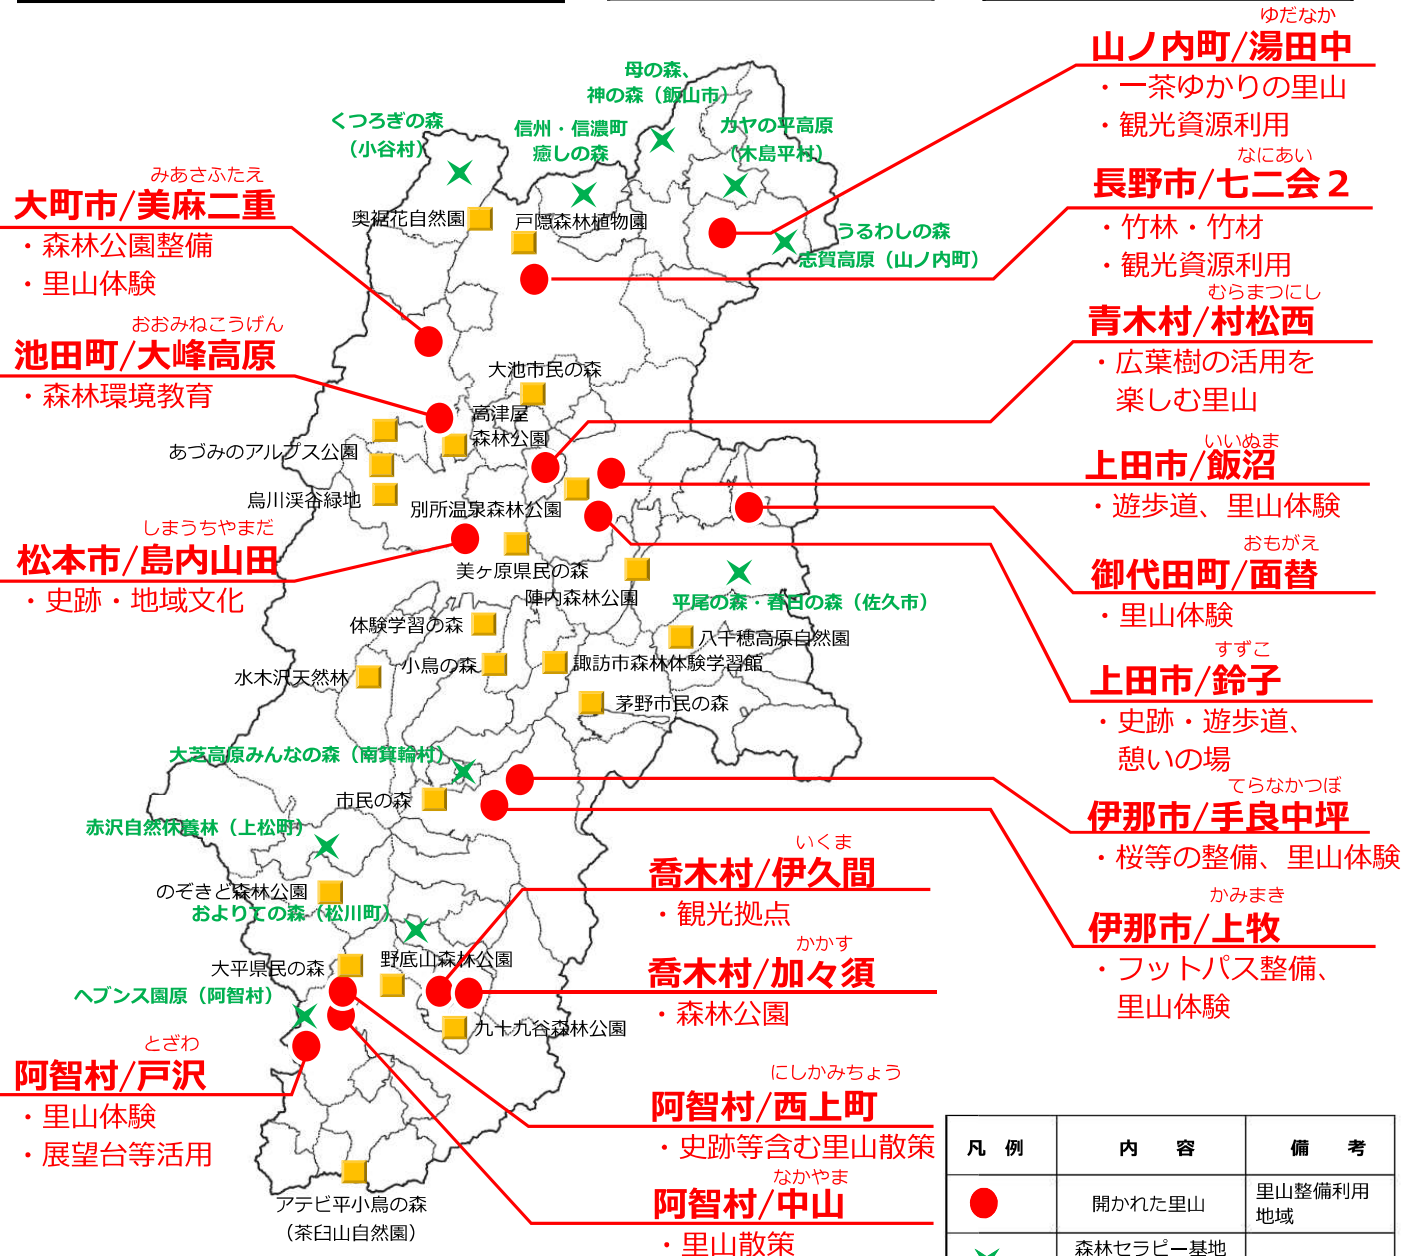 ゆだなか
山ノ内町/湯田中
・一茶ゆかりの里山
・観光資源利用
なにあい
長野市/七二会２
・竹林・竹材
・観光資源利用
むらまつにし
青木村/村松西
・広葉樹の活用を
楽しむ里山
いいぬま
上田市/飯沼
・遊歩道、里山体験
おもがえ
御代田町/面替
・里山体験
すずこ
上田市/鈴子
・史跡・遊歩道、
憩いの場
てらなかつぼ
伊那市/手良中坪
・桜等の整備、里山体験
かみまき
伊那市/上牧
・フットパス整備、
里山体験
みあさふたえ
大町市/美麻二重
・森林公園整備
・里山体験
おおみねこうげん
池田町/大峰高原
・森林環境教育
しまうちやまだ
松本市/島内山田
・史跡・地域文化
とざわ
阿智村/戸沢
・里山体験
・展望台等活用
いくま
喬木村/伊久間
・観光拠点
かかす
喬木村/加々須
・森林公園
にしかみちょう
阿智村/西上町
・史跡等含む里山散策
なかやま
阿智村/中山
・里山散策
母の森、
神の森（飯山市）
くつろぎの森
（小谷村）
信州・信濃町
癒しの森
カヤの平高原
（木島平村）
うるわしの森
志賀高原（山ノ内町）
奥裾花自然園
戸隠森林植物園
大池市民の森
高津屋
森林公園
あづみのアルプス公園
烏川渓谷緑地
別所温泉森林公園
美ヶ原県民の森
陣内森林公園
平尾の森・春日の森（佐久市）
体験学習の森
八千穂高原自然園
小鳥の森
諏訪市森林体験学習館
水木沢天然林
茅野市民の森
大芝高原みんなの森（南箕輪村）
市民の森
赤沢自然休養林（上松町）
のぞきど森林公園
およりての森（松川町）
大平県民の森
野底山森林公園
ヘブンス園原（阿智村）
九十九谷森林公園
アテビ平小鳥の森
（茶臼山自然園）
凡　例
内　　容
備　　考
開かれた里山
里山整備利用
地域
森林セラピー基地